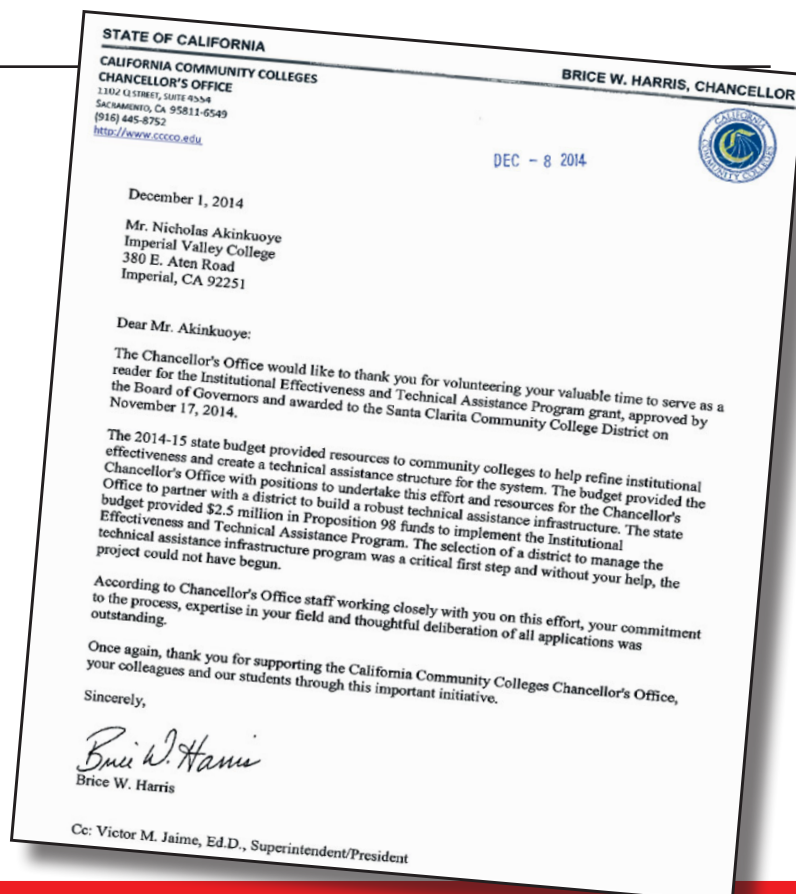 STATE OF CALIFORNIA
BRICE W. HARRIS, CHANCELLOR
CALIFORNIA COMMUNITY COLLEGES
CHANCELLOR'S OFFICE
1102 Q STREET, SUITE 4554
SACRAMENTO, CA 95811-6549
(916) 445-8752
http://www.cccco.edu
CALIFORNIA
COMMUNITY COLLEGES
C
DEC - 8 2014
December 1, 2014
Mr. Nicholas Akinkuoye
Imperial Valley College
380 E. Aten Road
Imperial, CA 92251
Dear Mr. Akinkuoye:
The Chancellor's Office would like to thank you for volunteering your valuable time to serve as a
reader for the Institutional Effectiveness and Technical Assistance Program grant, approved by
the Board of Governors and awarded to the Santa Clarita Community College District on
November 17, 2014.
The 2014-15 state budget provided resources to community colleges to help refine institutional
effectiveness and create a technical assistance structure for the system. The budget provided the
Chancellor's Office with positions to undertake this effort and resources for the Chancellor's
Office to partner with a district to build a robust technical assistance infrastructure. The state
budget provided $2.5 million in Proposition 98 funds to implement the Institutional
Effectiveness and Technical Assistance Program. The selection of a district to manage the
technical assistance infrastructure program was a critical first step and without your help, the
project could not have begun.
According to Chancellor's Office staff working closely with you on this effort, your commitment
to the process, expertise in your field and thoughtful deliberation of all applications was
outstanding.
Once again, thank you for supporting the California Community Colleges Chancellor's Office,
your colleagues and our students through this important initiative.
Sincerely,
Brice W. Harris
Brice W. Harris
Cc: Victor M. Jaime, Ed.D., Superintendent/President